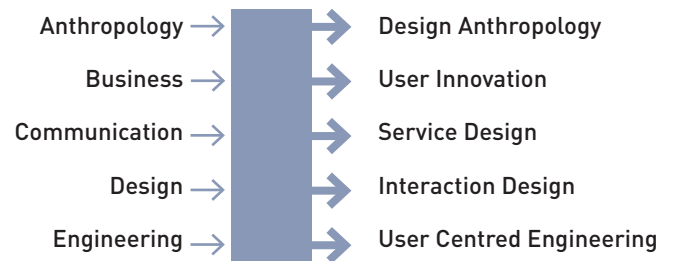 Anthropology Design Anthropology
Business User Innovation
Communication Service Design
Design Interaction Design
Engineering User Centred Engineering